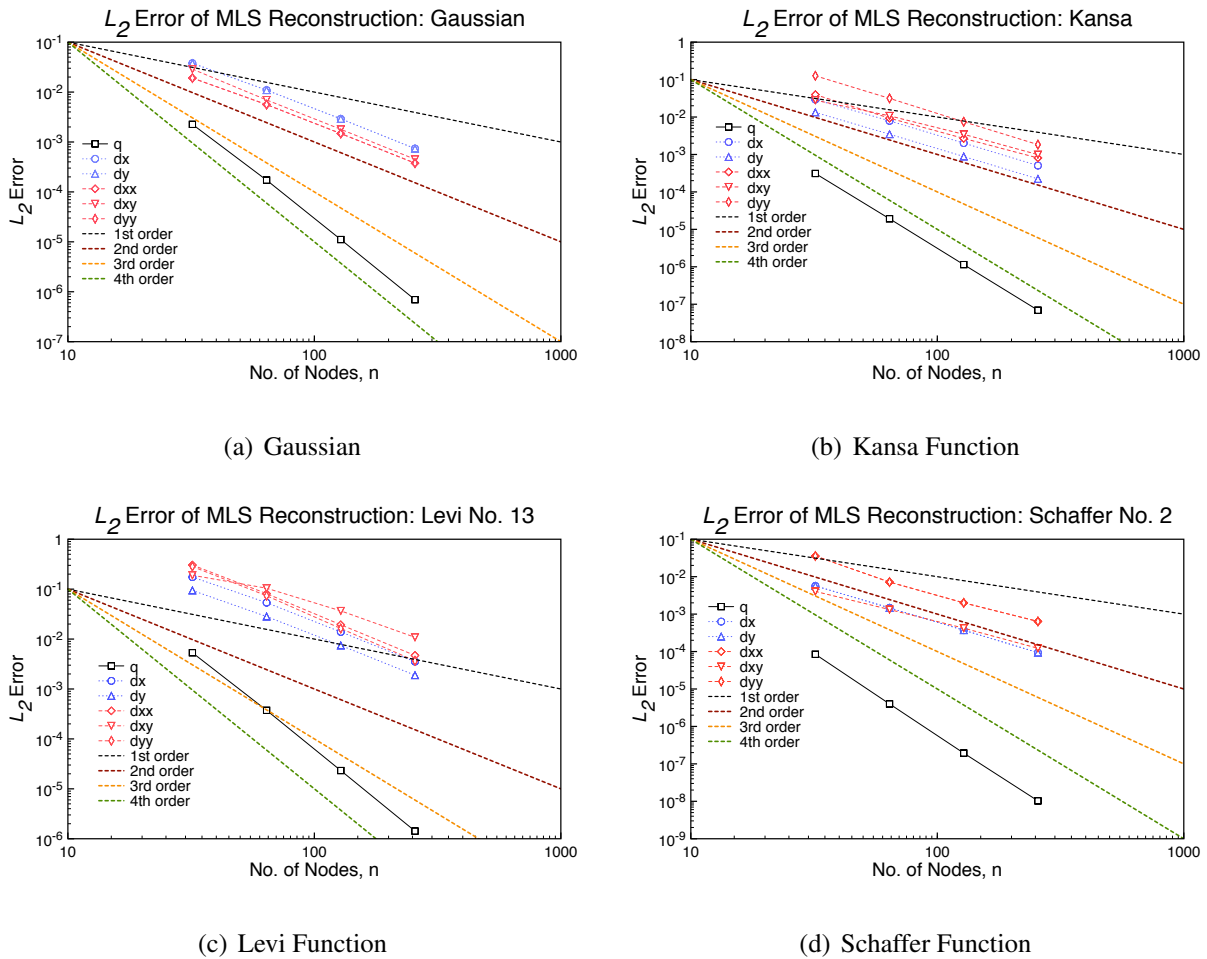 L2 Error of MLS Reconstruction: Gaussian
10-1
10-2
10-3
10-4
10-5
10-6
10-7
L2 Error
q
dx
dy
dxx
dxy
dyy
1st order
2nd order
3rd order
4th order
10 100 1000
No. of Nodes, n
(a) Gaussian
L2 Error of MLS Reconstruction: Kansa
1
10-1
10-2
10-3
10-4
10-5
10-6
10-7
10-8
L2 Error
q
dx
dy
dxx
dxy
dyy
1st order
2nd order
3rd order
4th order
10 100 1000
No. of Nodes, n
(b) Kansa Function
L2 Error of MLS Reconstruction: Levi No. 13
1
10-1
10-2
10-3
10-4
10-5
10-6
L2 Error
q
dx
dy
dxx
dxy
dyy
1st order
2nd order
3rd order
4th order
10 100 1000
No. of Nodes, n
(c) Levi Function
L2 Error of MLS Reconstruction: Schaffer No. 2
10-1
10-2
10-3
10-4
10-5
10-6
10-7
10-8
10-9
L2 Error
q
dx
dy
dxx
dxy
dyy
1st order
2nd order
3rd order
4th order
10 100 1000
No. of Nodes, n
(d) Schaffer Function